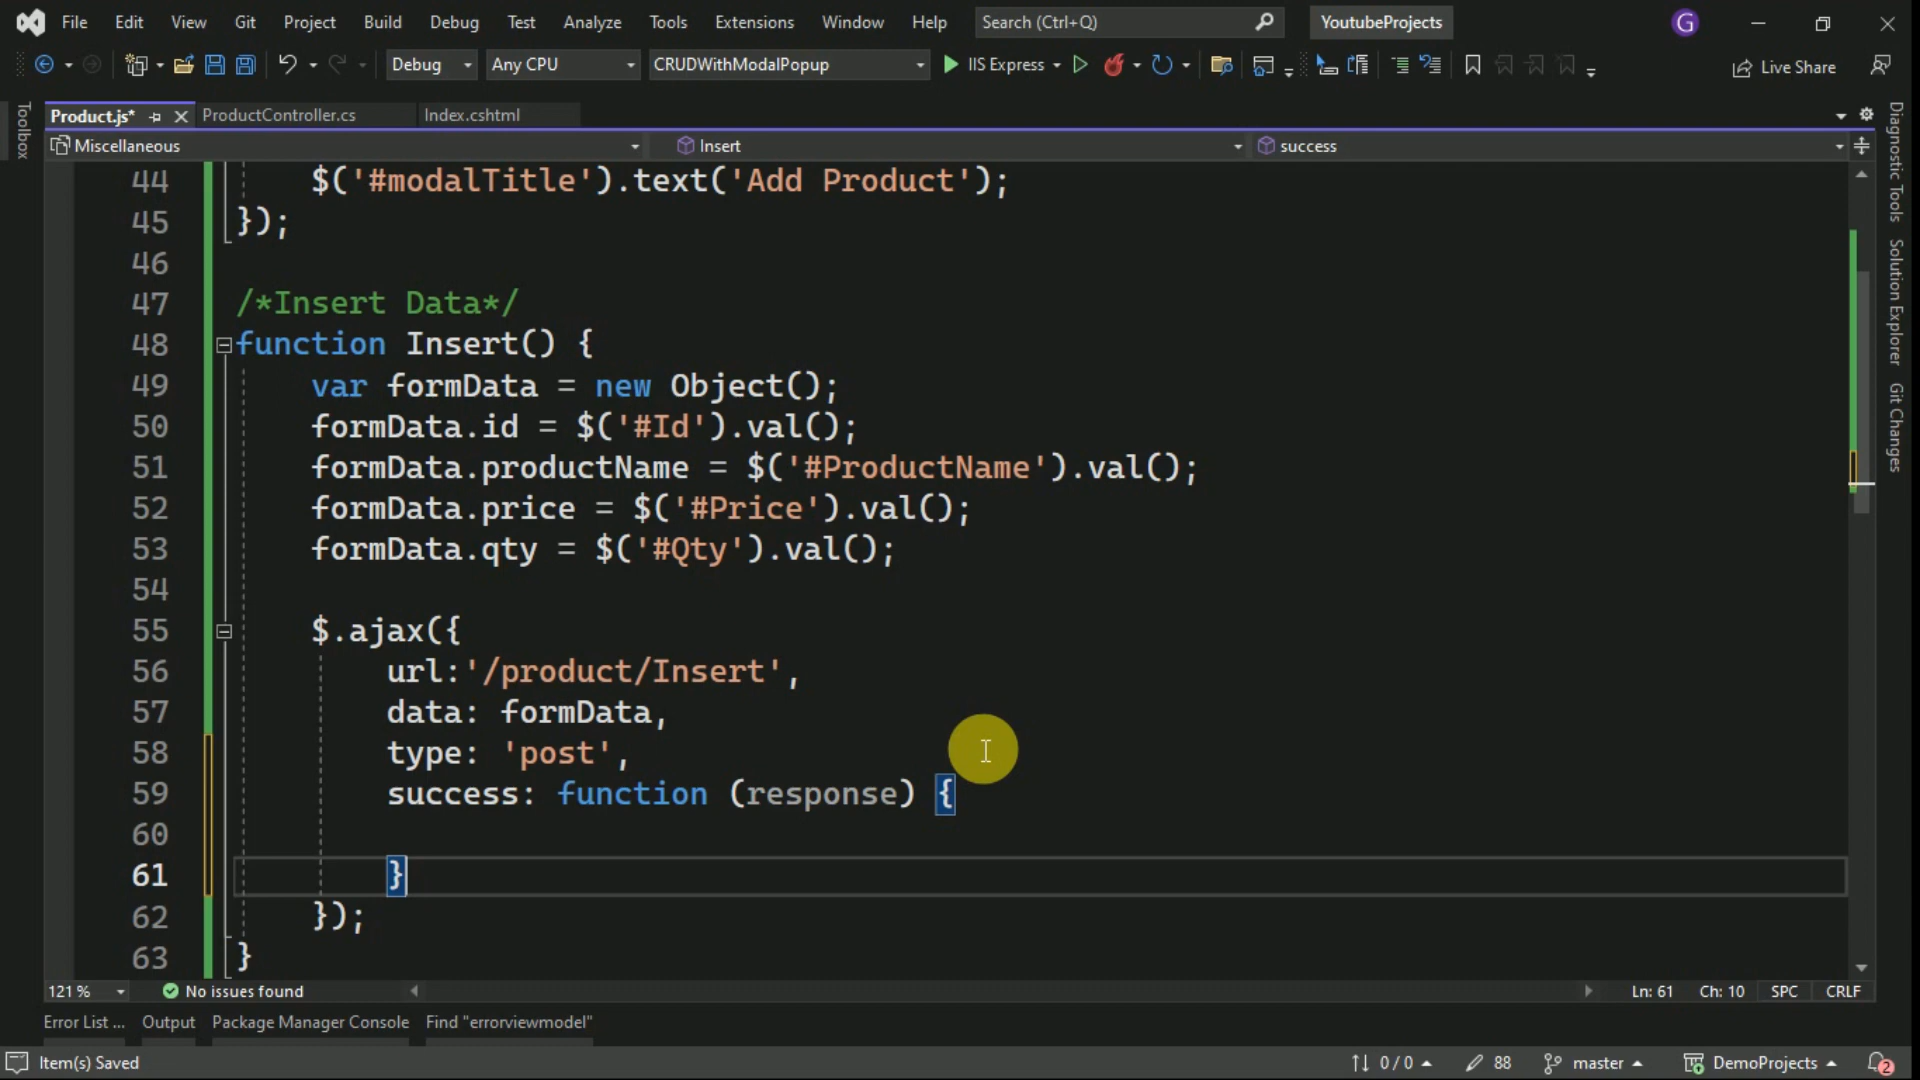 File Edit View Git Project Build Debug Test Analyze Tools Extensions Window Help Search (Ctrl+Q) YoutubeProjects G
Debug Any CPU CRUDWithModalPopup IIS Express Live Share
Toolbox
Product.js* ProductController.cs Index.cshtml
Miscellaneous Insert success
44 $('#modalTitle').text('Add Product');
45 });
46
47 /*Insert Data*/
48 function Insert() {
49 var formData = new Object();
50 formData.id = $('#Id').val();
51 formData.productName = $('#ProductName').val();
52 formData.price = $('#Price').val();
53 formData.qty = $('#Qty').val();
54
55 $.ajax({
56 url:'/product/Insert',
57 data: formData,
58 type: 'post',
59 success: function (response) {
60
61 }
62 });
63 }
Diagnostic Tools
Solution Explorer
Git Changes
121 % No issues found Ln: 61 Ch: 10 SPC CRLF
Error List ... Output Package Manager Console Find "errorviewmodel"
Item(s) Saved 0 / 0 88 master DemoProjects 2